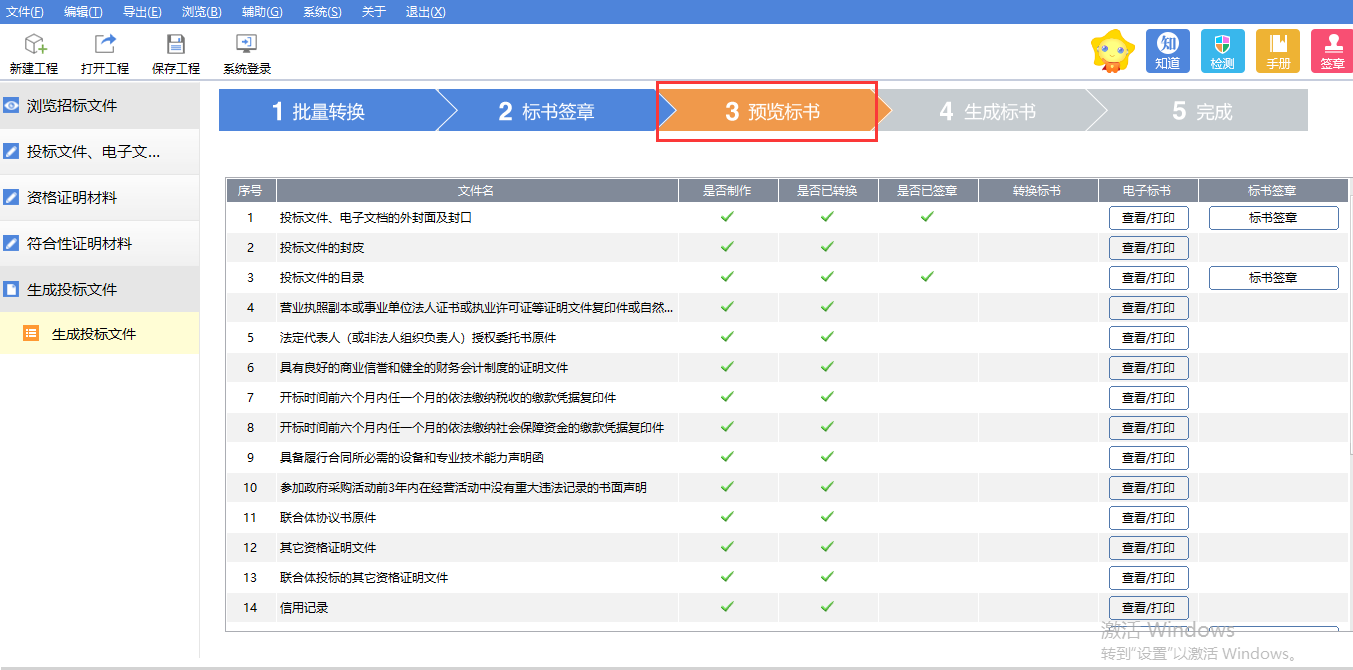 文件(F) 编辑(T) 导出(E) 浏览(B) 辅助(G) 系统(S) 关于 退出(X)
新建工程 打开工程 保存工程 系统登录
知 知道 检测 手册 签章
浏览招标文件
投标文件、电子文...
资格证明材料
符合性证明材料
生成投标文件
生成投标文件
1 批量转换 2 标书签章 3 预览标书 4 生成标书 5 完成
序号 文件名 是否制作 是否已转换 是否已签章 转换标书 电子标书 标书签章
1 投标文件、电子文档的外封面及封口 查看/打印 标书签章
2 投标文件的封皮 查看/打印
3 投标文件的目录 查看/打印 标书签章
4 营业执照副本或事业单位法人证书或执业许可证等证明文件复印件或自然... 查看/打印
5 法定代表人（或非法人组织负责人）授权委托书原件 查看/打印
6 具有良好的商业信誉和健全的财务会计制度的证明文件 查看/打印
7 开标时间前六个月内任一个月的依法缴纳税收的缴款凭据复印件 查看/打印
8 开标时间前六个月内任一个月的依法缴纳社会保障资金的缴款凭据复印件 查看/打印
9 具备履行合同所必需的设备和专业技术能力声明函 查看/打印
10 参加政府采购活动前3年内在经营活动中没有重大违法记录的书面声明 查看/打印
11 联合体协议书原件 查看/打印
12 其它资格证明文件 查看/打印
13 联合体投标的其它资格证明文件 查看/打印
14 信用记录 查看/打印
激活 Windows
转到"设置"以激活 Windows。